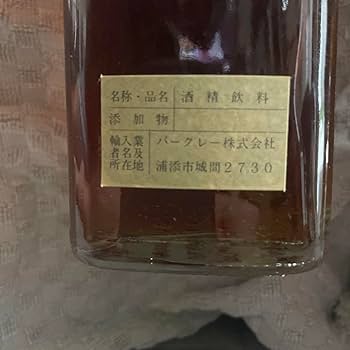 名称・品名 酒精飲料
添加物
輸入業者名及所在地 バークレー株式会社
浦添市城間2730